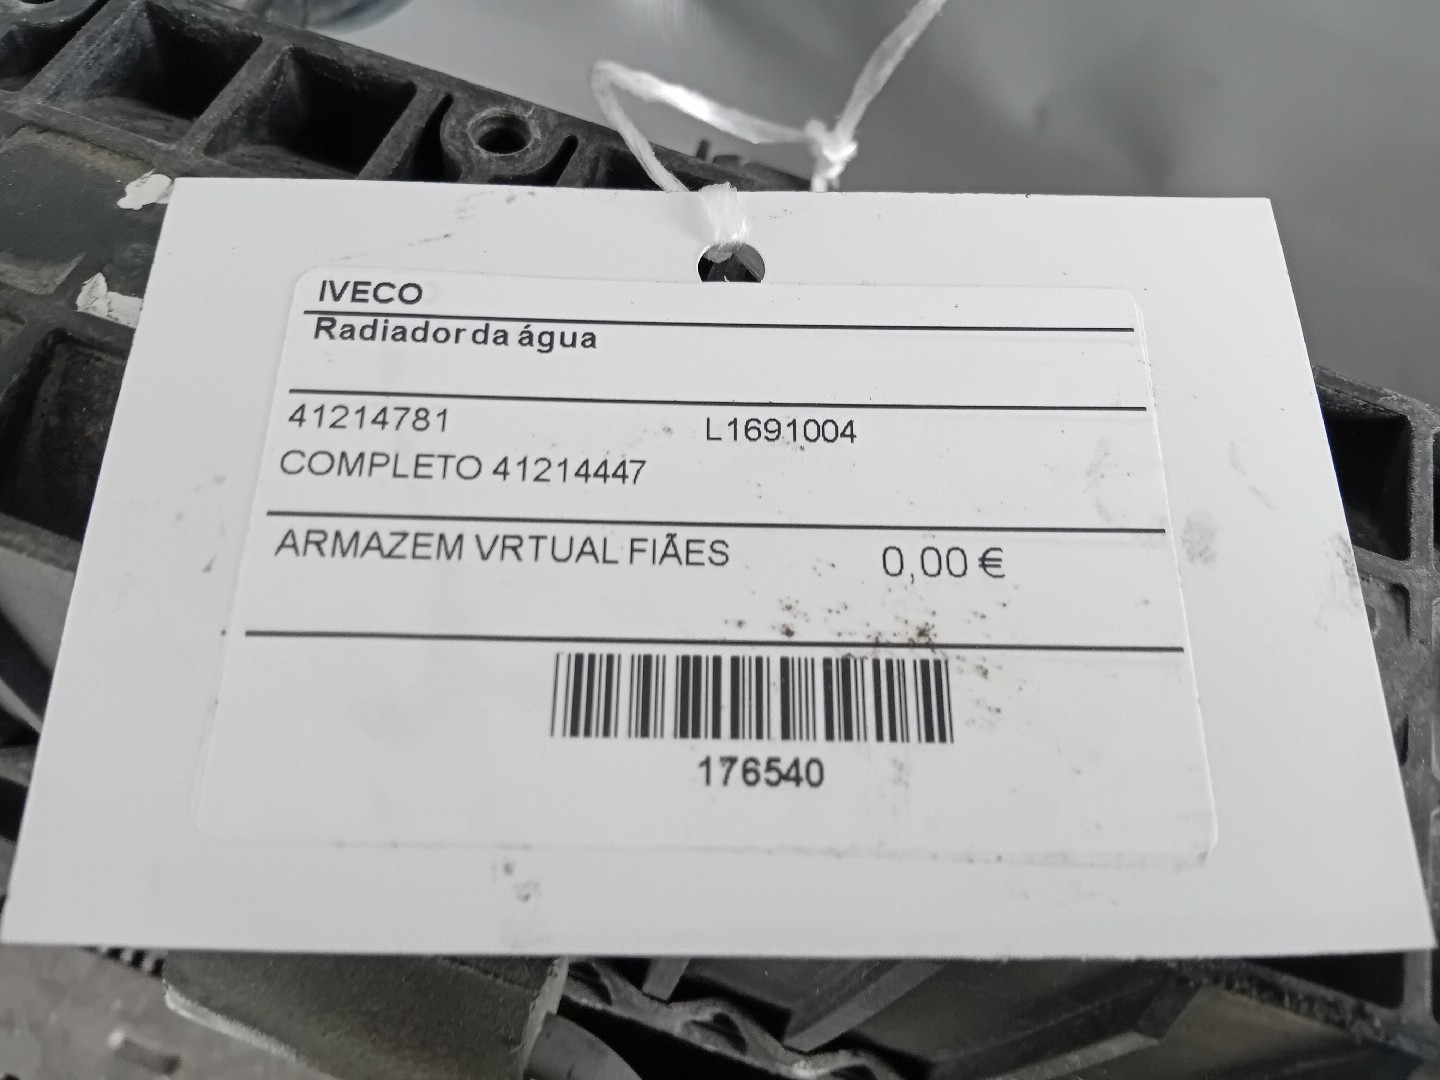 IVECO
Radiador da água
41214781 L1691004
COMPLETO 41214447
ARMAZEM VRTUAL FIÃES 0,00 €
176540